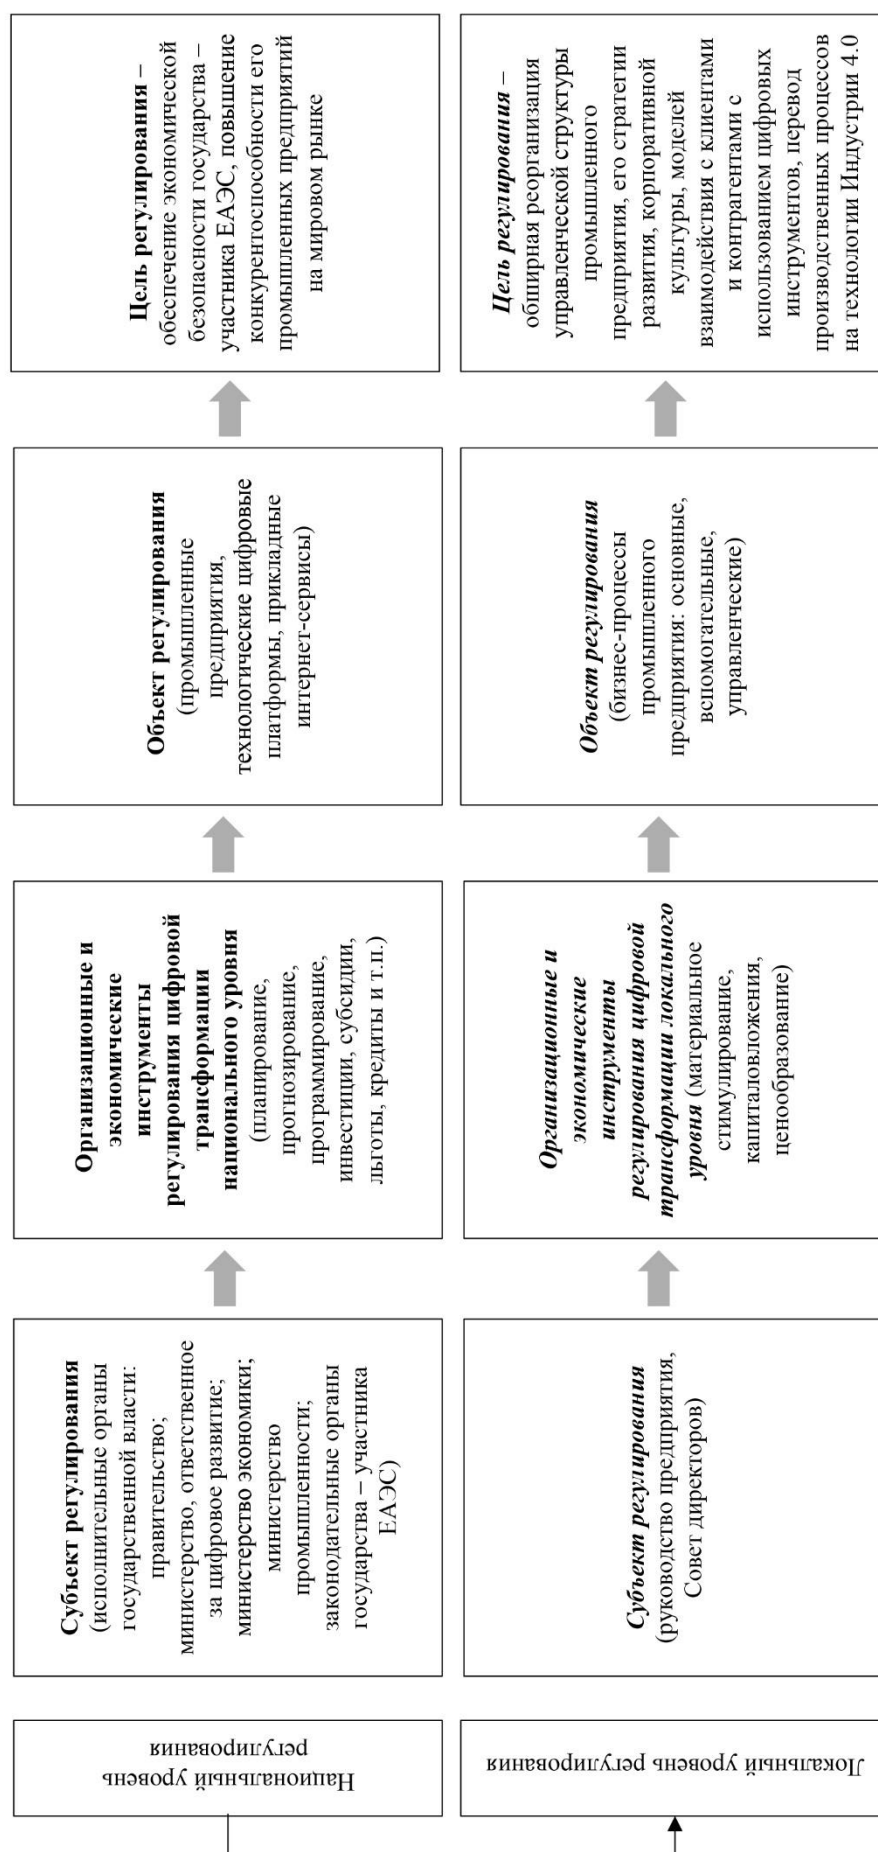 Национальный уровень
регулирования
Субъект регулирования
(исполнительные органы
государственной власти:
правительство;
министерство, ответственное
за цифровое развитие;
министерство экономики;
министерство
промышленности;
законодательные органы
государства – участника
ЕАЭС)
Организационные и
экономические
инструменты
регулирования цифровой
трансформации
национального уровня
(планирование,
прогнозирование,
программирование,
инвестиции, субсидии,
льготы, кредиты и т.п.)
Объект регулирования
(промышленные
предприятия,
технологические цифровые
платформы, прикладные
интернет-сервисы)
Цель регулирования –
обеспечение экономической
безопасности государства –
участника ЕАЭС, повышение
конкурентоспособности его
промышленных предприятий
на мировом рынке
Локальный уровень регулирования
Субъект регулирования
(руководство предприятия,
Совет директоров)
Организационные и
экономические
инструменты
регулирования цифровой
трансформации локального
уровня (материальное
стимулирование,
капиталовложения,
ценообразование)
Объект регулирования
(бизнес-процессы
промышленного
предприятия: основные,
вспомогательные,
управленческие)
Цель регулирования –
обширная реорганизация
управленческой структуры
промышленного
предприятия, его стратегии
развития, корпоративной
культуры, моделей
взаимодействия с клиентами
и контрагентами с
использованием цифровых
инструментов, перевод
производственных процессов
на технологии Индустрии 4.0